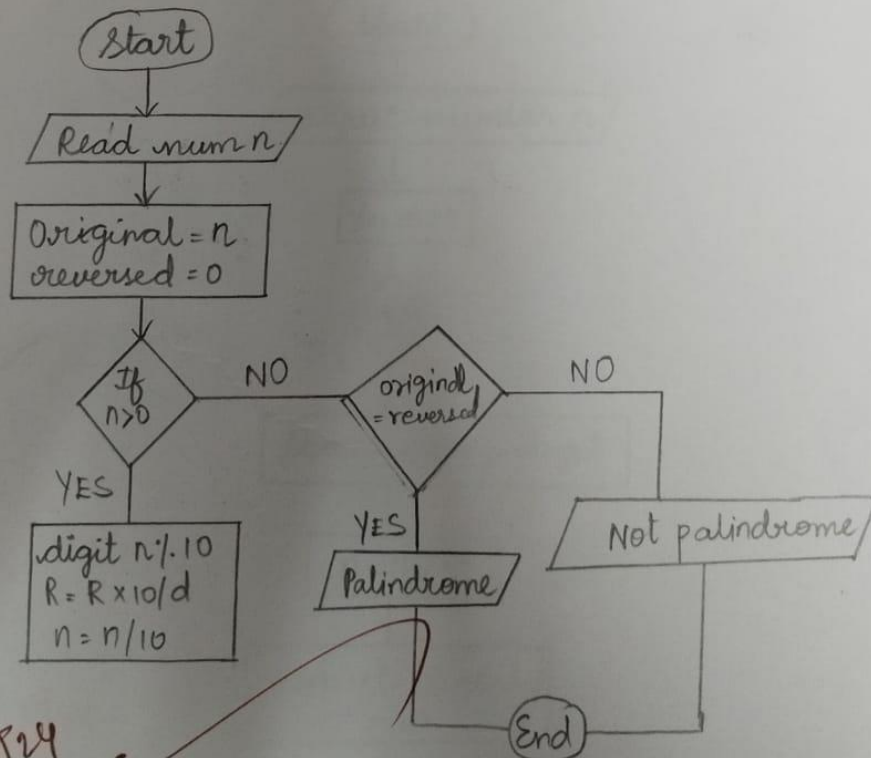 Start
Read num n
Original = n
reversed = 0
If
n>0
NO
original
= reversed
NO
YES
digit n%10
R = R × 10/d
n = n/10
YES
Palindrome
Not palindrome
End